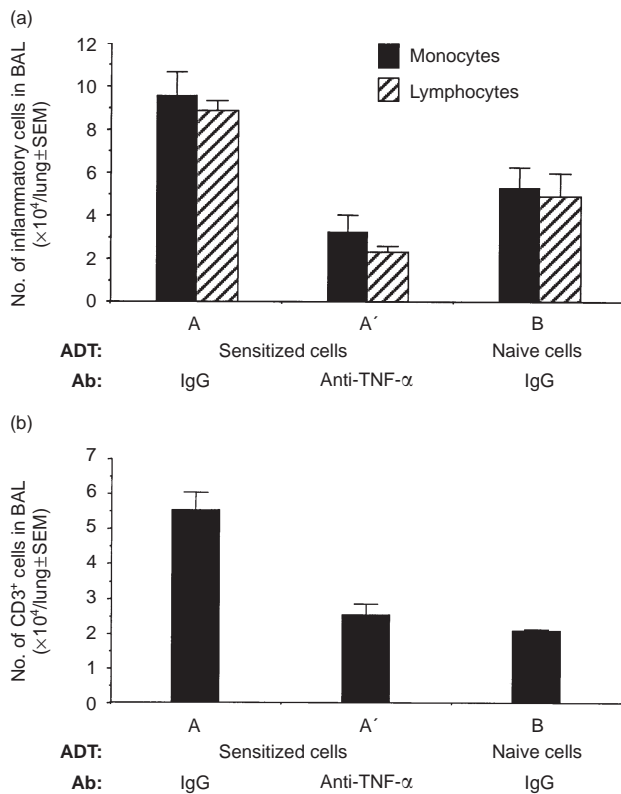 (a)
No. of inflammatory cells in BAL
(×10⁴/lung±SEM)
12
10
8
6
4
2
0
Monocytes
Lymphocytes
A A´ B
ADT: Sensitized cells Naive cells
Ab: IgG Anti-TNF-α IgG
(b)
No. of CD3⁺ cells in BAL
(×10⁴/lung±SEM)
7
6
5
4
3
2
1
0
A A´ B
ADT: Sensitized cells Naive cells
Ab: IgG Anti-TNF-α IgG